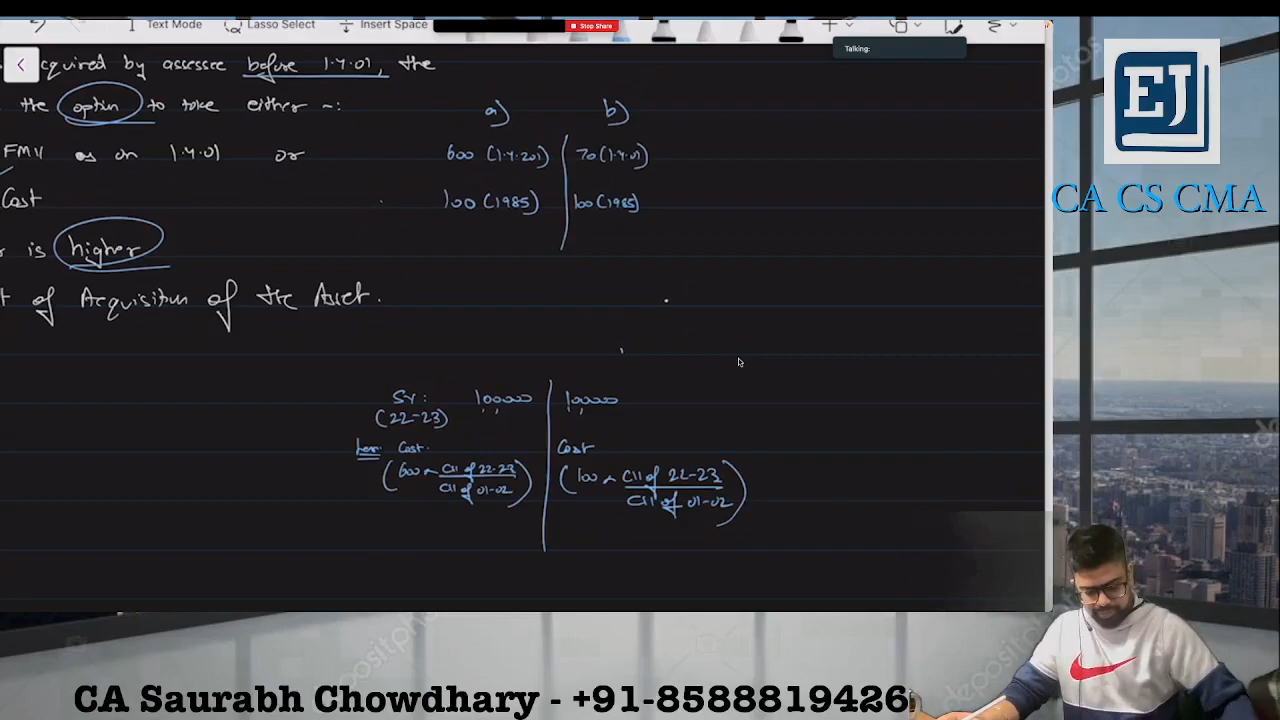 Text Mode Lasso Select Insert Space
Stop Share
Talking:
cquired by assessee before 1.4.01, the
the option to take either ~:
FMV as on 1.4.01 or
Cost
r is higher
t of Acquisition of the Asset.
a) b)
600 (1.4.201) 70 (1.4.01)
100 (1985) 100 (1985)
SV: 100000 100000
(22-23)
Less: Cost. Cost
(600 × CII of 22-23 (100 × CII of 22-23
CII of 01-02) CII of 01-02)
EJ
CA CS CMA
CA Saurabh Chowdhary - +91-8588819426